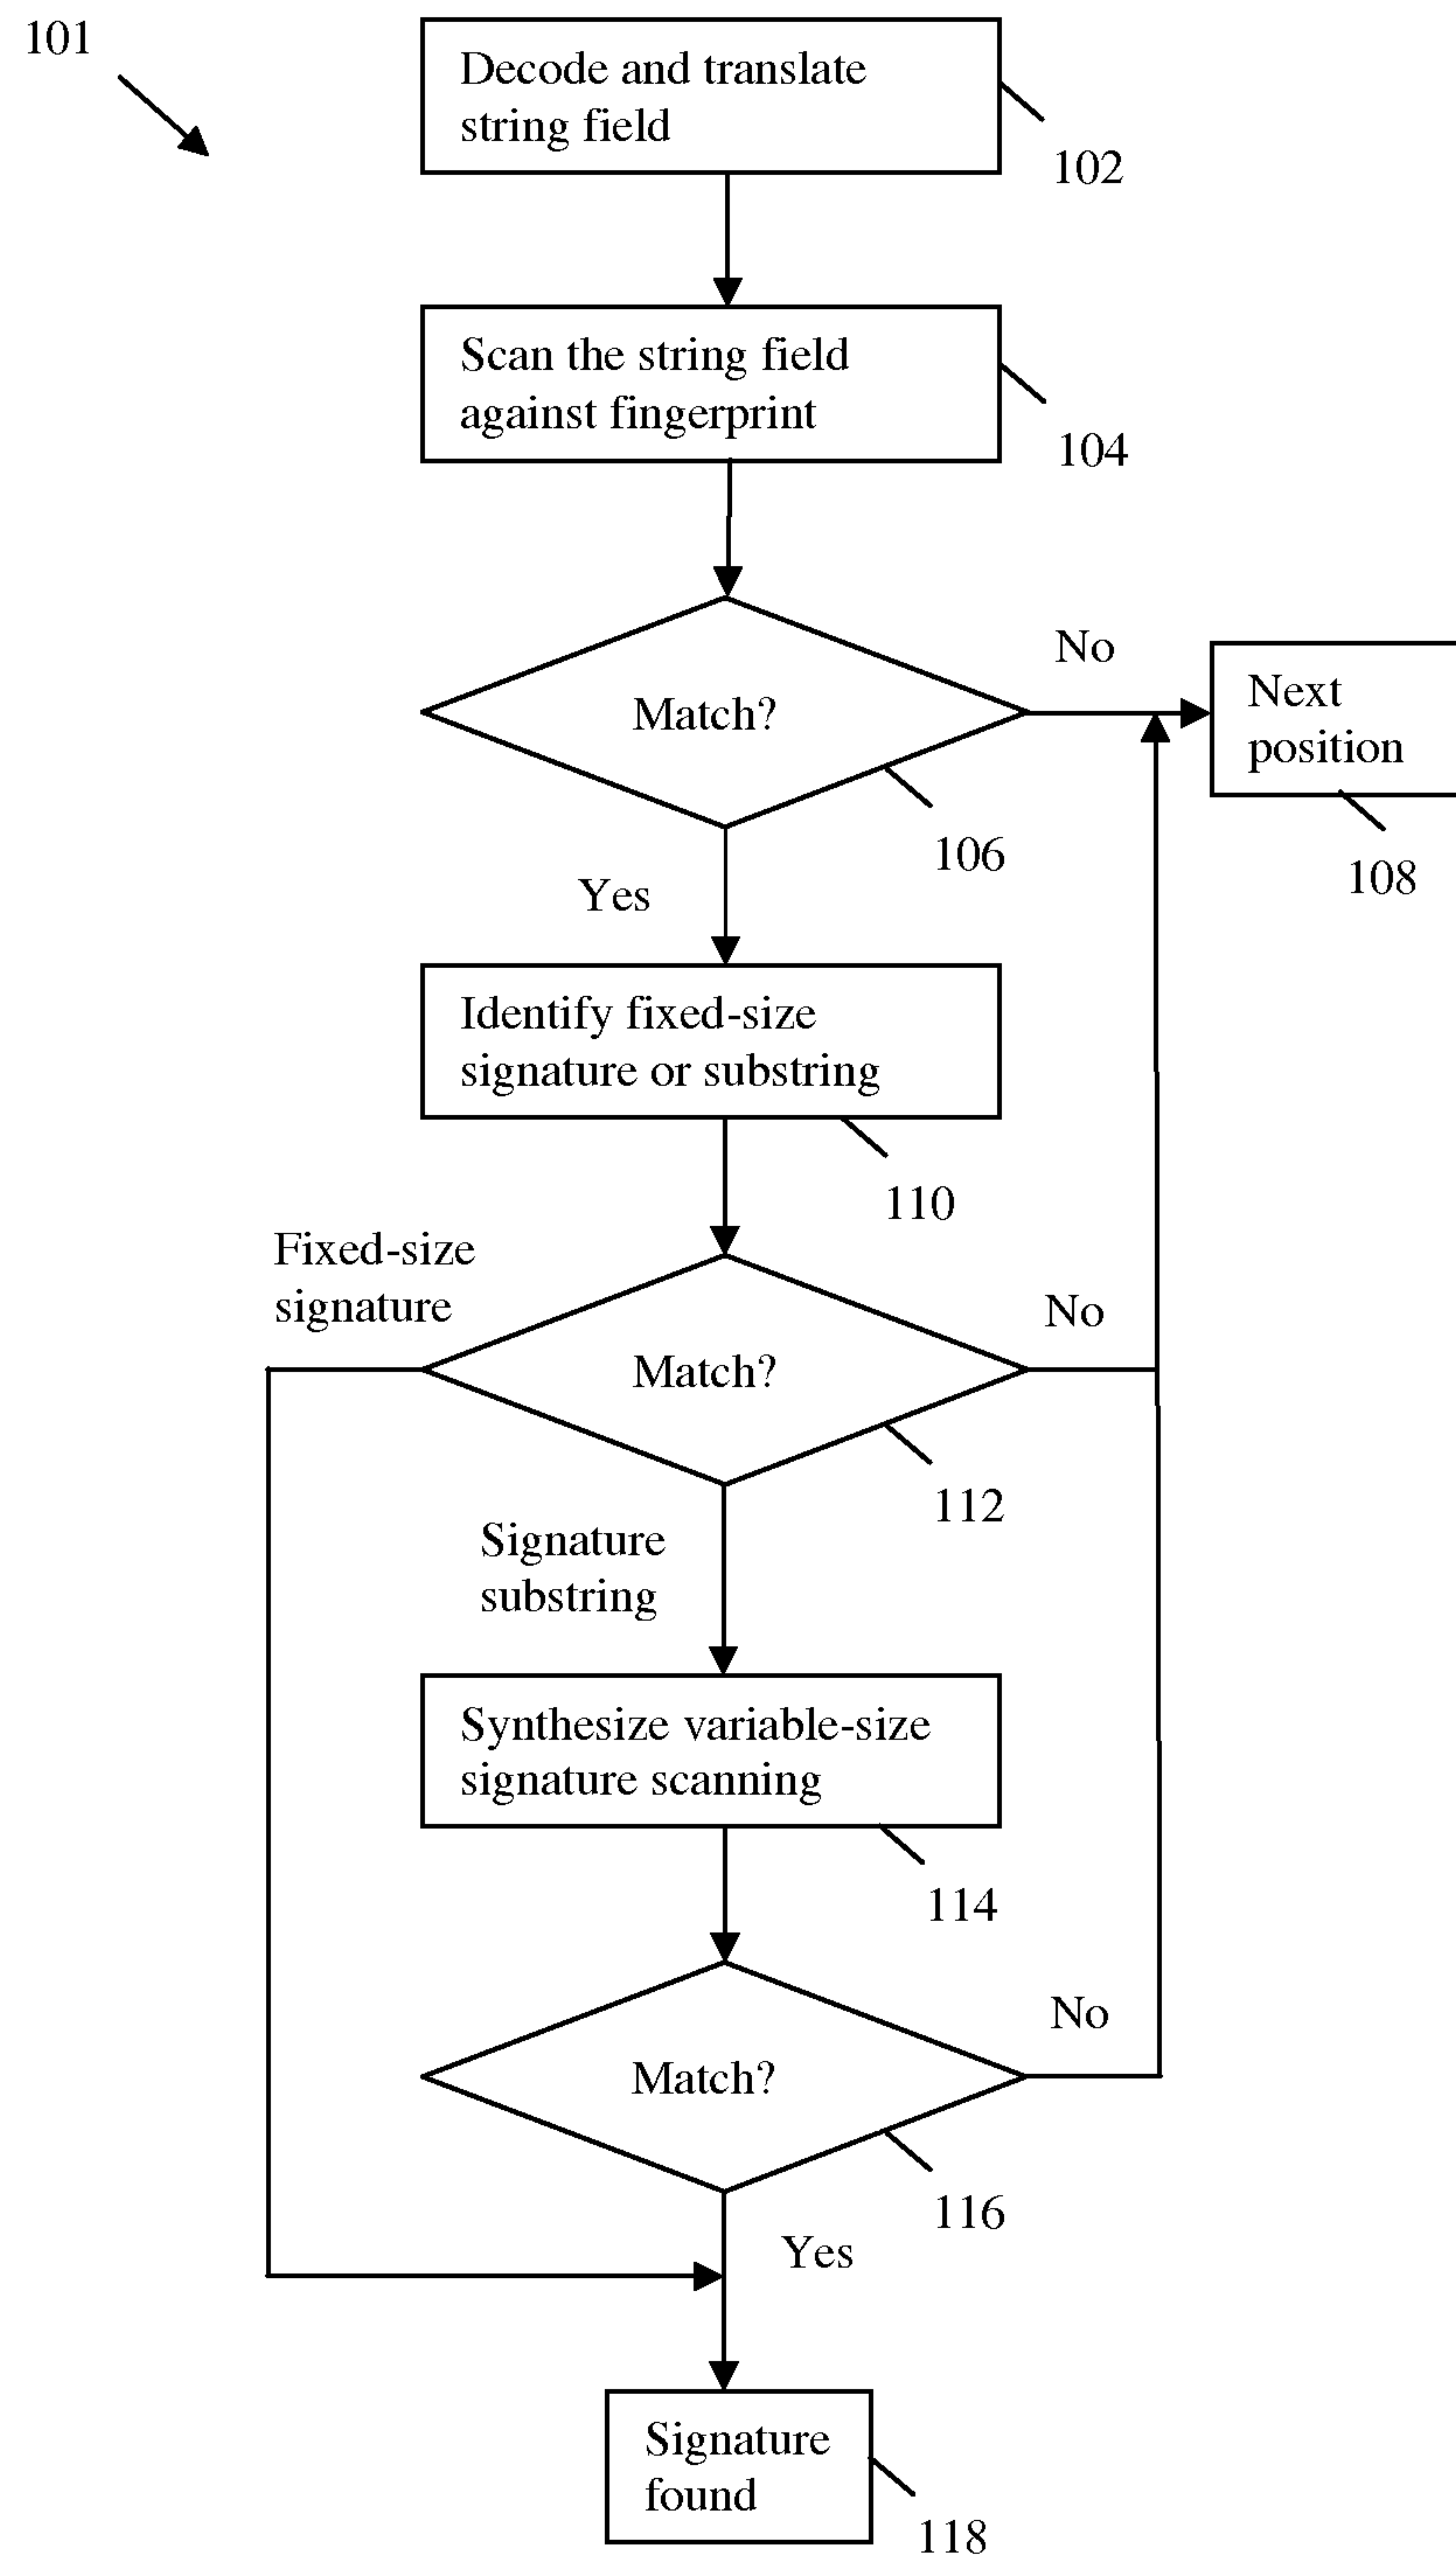 101
Decode and translate
string field
102
Scan the string field
against fingerprint
104
Match?
No
Next
position
106
108
Yes
Identify fixed-size
signature or substring
110
Fixed-size
signature
Match?
No
112
Signature
substring
Synthesize variable-size
signature scanning
114
Match?
No
116
Yes
Signature
found
118